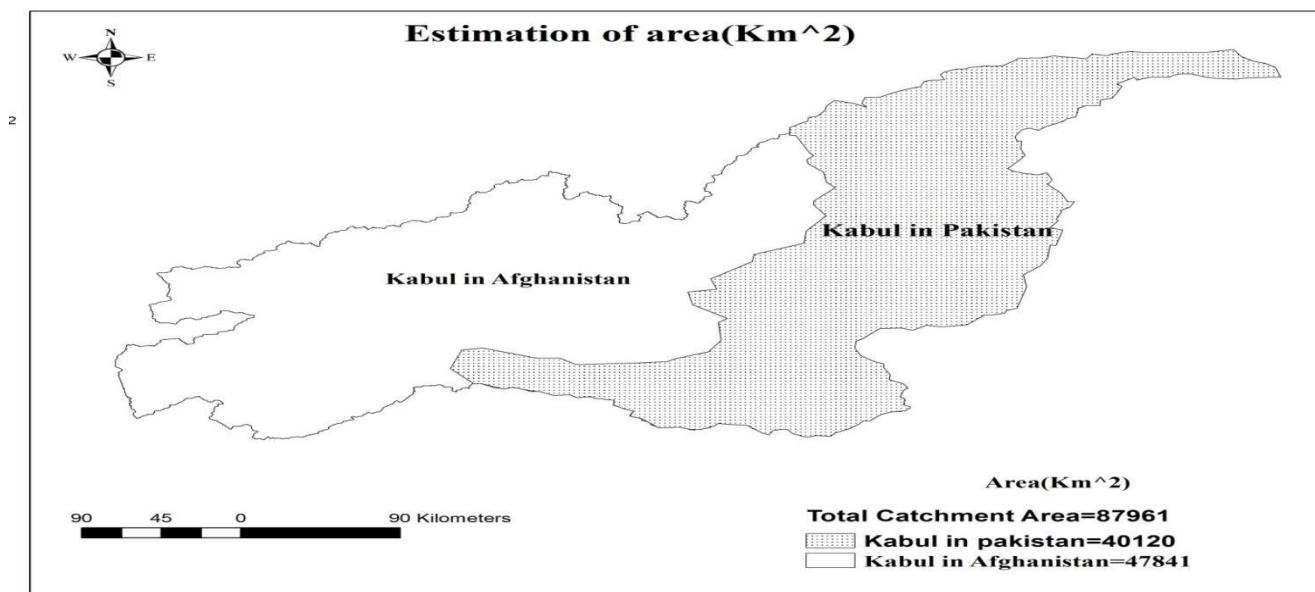 Estimation of area(Km^2)
N
W E
S
2
Kabul in Pakistan
Kabul in Afghanistan
Area(Km^2)
90 45 0 90 Kilometers
Total Catchment Area=87961
Kabul in pakistan=40120
Kabul in Afghanistan=47841